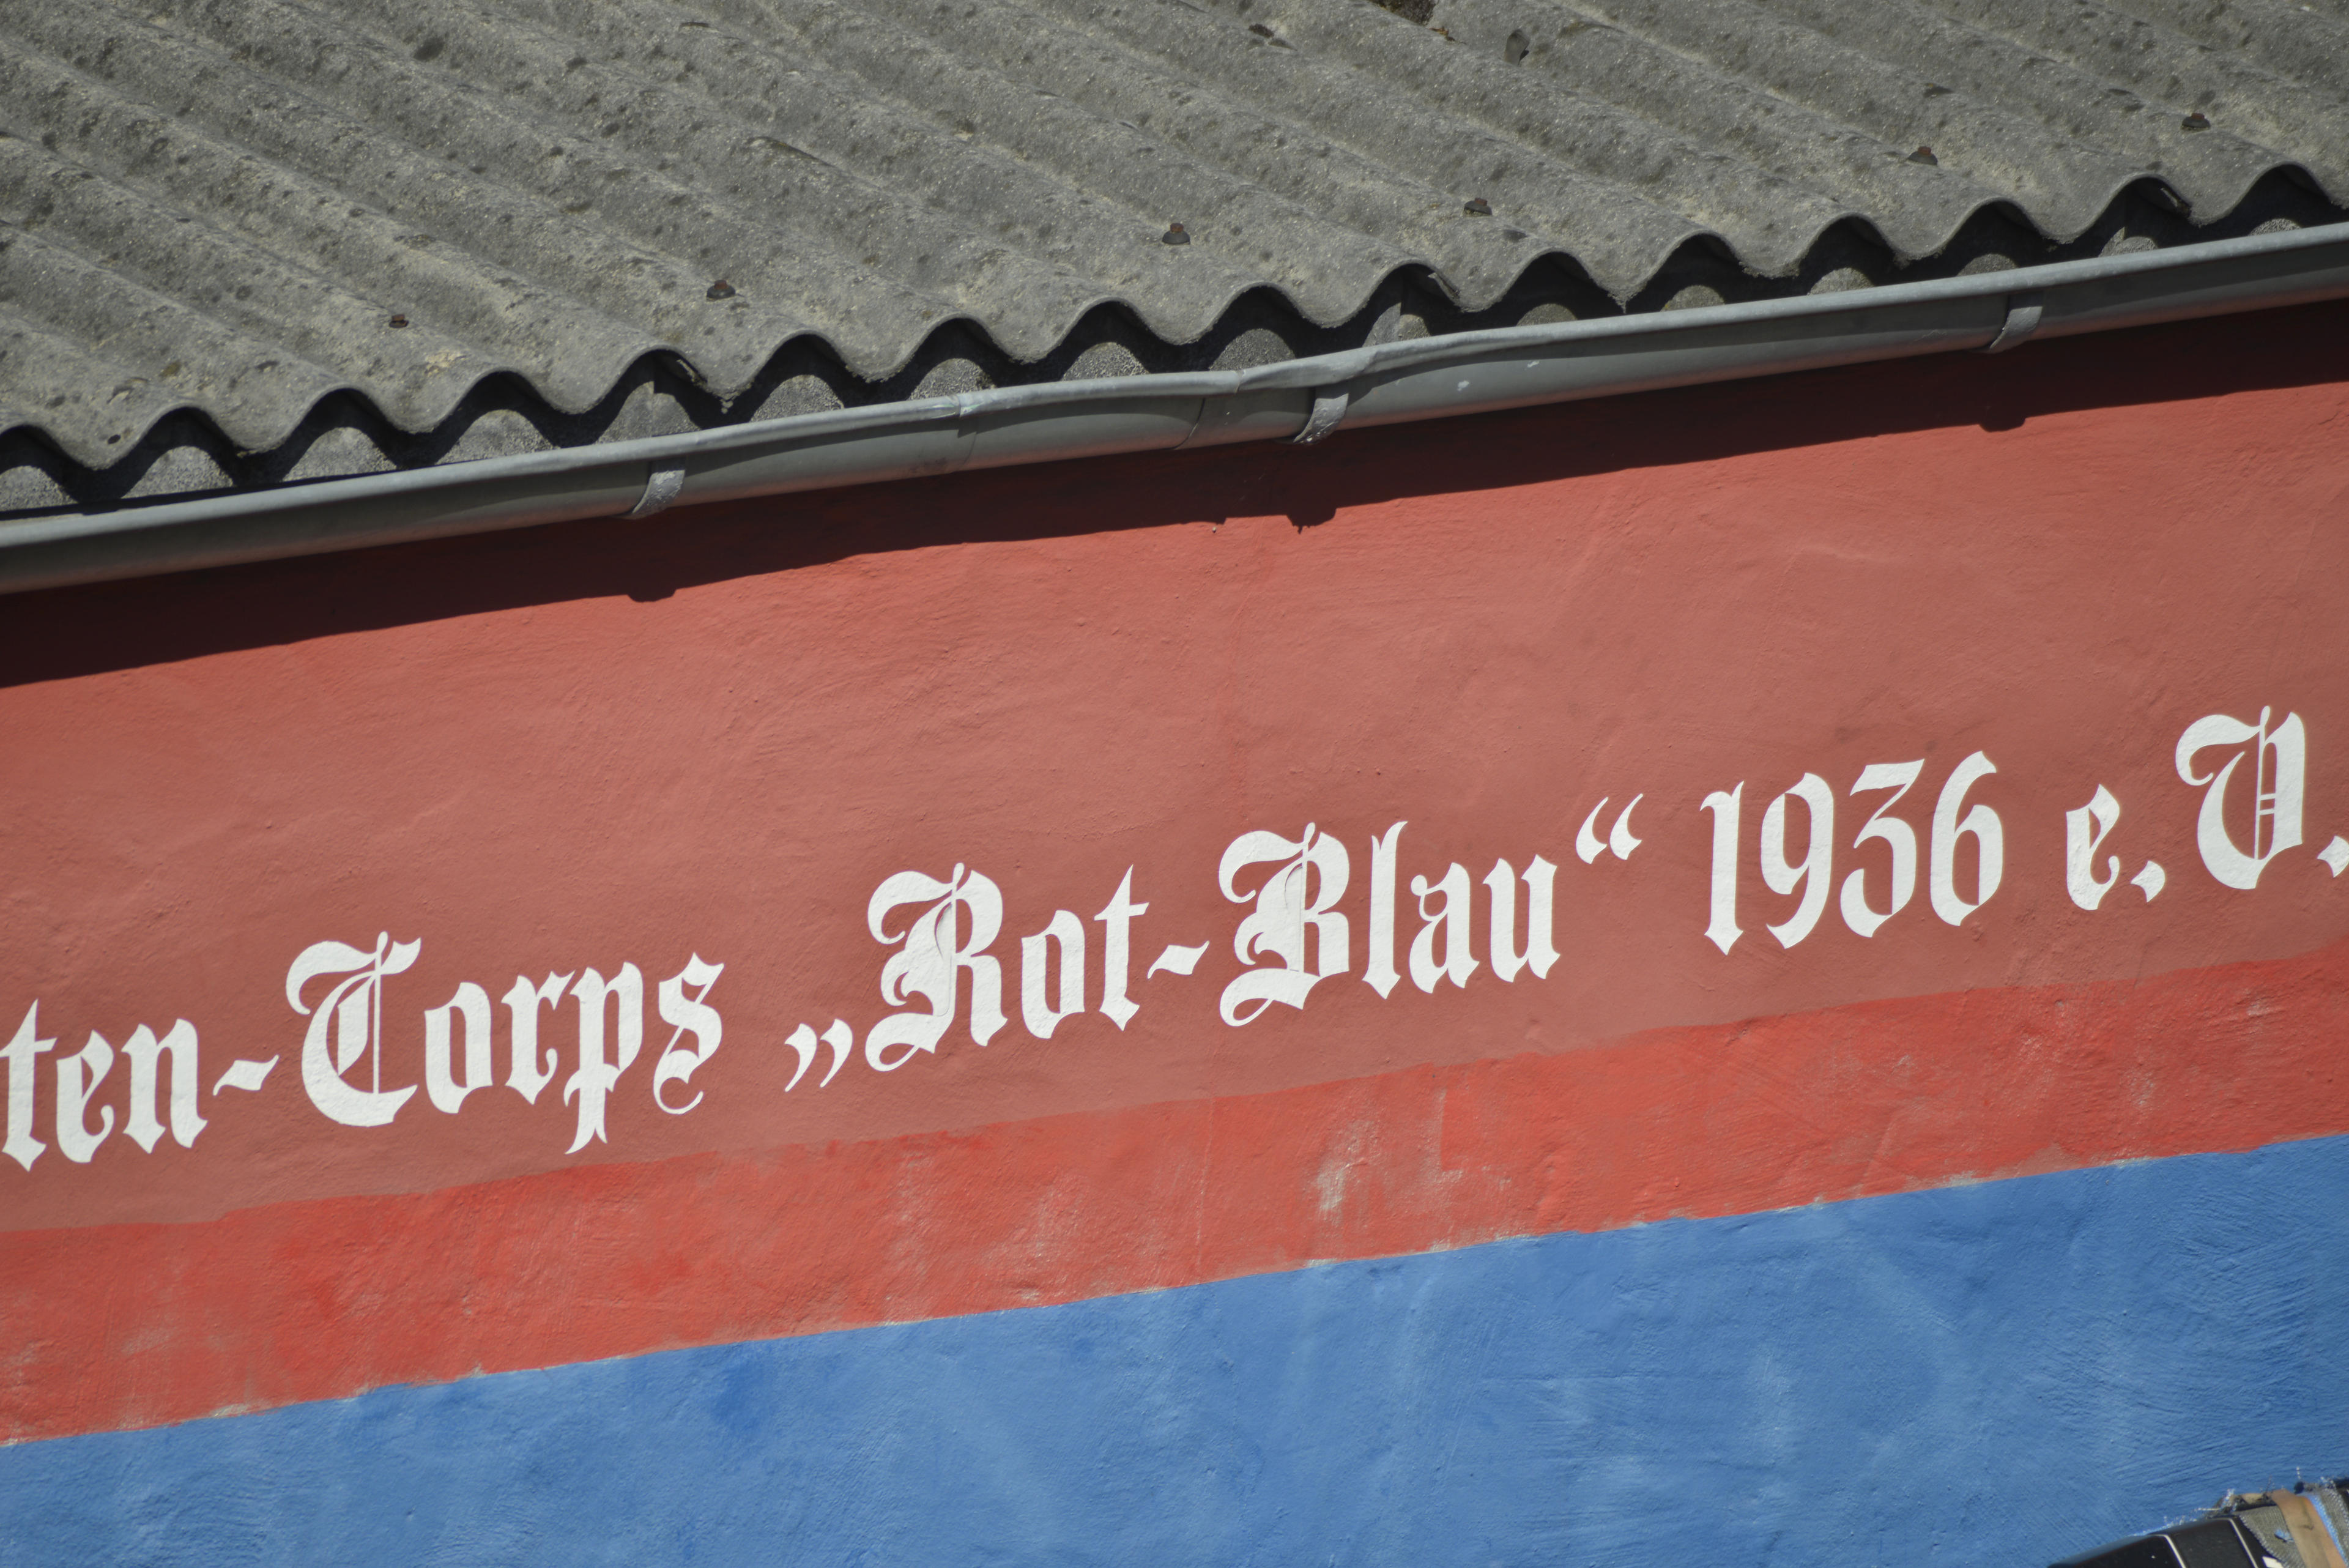 ten-Corps „Rot-Blau“ 1936 e.V.